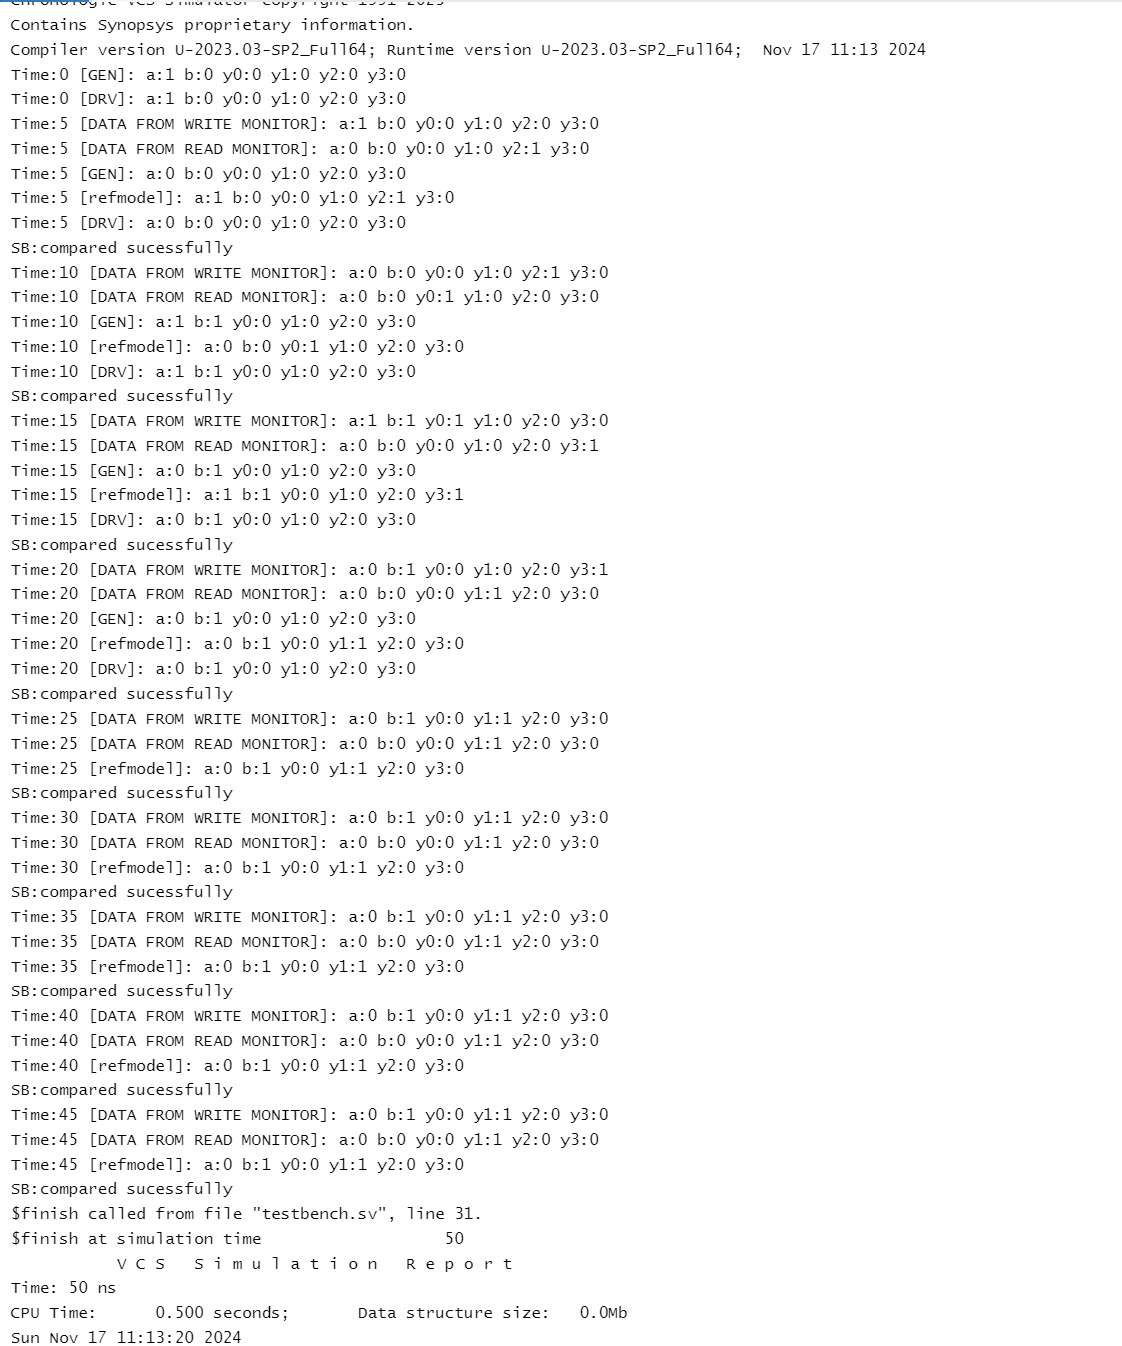 Contains Synopsys proprietary information.
Compiler version U-2023.03-SP2_Full64; Runtime version U-2023.03-SP2_Full64;  Nov 17 11:13 2024
Time:0 [GEN]: a:1 b:0 y0:0 y1:0 y2:0 y3:0
Time:0 [DRV]: a:1 b:0 y0:0 y1:0 y2:0 y3:0
Time:5 [DATA FROM WRITE MONITOR]: a:1 b:0 y0:0 y1:0 y2:0 y3:0
Time:5 [DATA FROM READ MONITOR]: a:0 b:0 y0:0 y1:0 y2:1 y3:0
Time:5 [GEN]: a:0 b:0 y0:0 y1:0 y2:0 y3:0
Time:5 [refmodel]: a:1 b:0 y0:0 y1:0 y2:1 y3:0
Time:5 [DRV]: a:0 b:0 y0:0 y1:0 y2:0 y3:0
SB:compared sucessfully
Time:10 [DATA FROM WRITE MONITOR]: a:0 b:0 y0:0 y1:0 y2:1 y3:0
Time:10 [DATA FROM READ MONITOR]: a:0 b:0 y0:1 y1:0 y2:0 y3:0
Time:10 [GEN]: a:1 b:1 y0:0 y1:0 y2:0 y3:0
Time:10 [refmodel]: a:0 b:0 y0:1 y1:0 y2:0 y3:0
Time:10 [DRV]: a:1 b:1 y0:0 y1:0 y2:0 y3:0
SB:compared sucessfully
Time:15 [DATA FROM WRITE MONITOR]: a:1 b:1 y0:1 y1:0 y2:0 y3:0
Time:15 [DATA FROM READ MONITOR]: a:0 b:0 y0:0 y1:0 y2:0 y3:1
Time:15 [GEN]: a:0 b:1 y0:0 y1:0 y2:0 y3:0
Time:15 [refmodel]: a:1 b:1 y0:0 y1:0 y2:0 y3:1
Time:15 [DRV]: a:0 b:1 y0:0 y1:0 y2:0 y3:0
SB:compared sucessfully
Time:20 [DATA FROM WRITE MONITOR]: a:0 b:1 y0:0 y1:0 y2:0 y3:1
Time:20 [DATA FROM READ MONITOR]: a:0 b:0 y0:0 y1:1 y2:0 y3:0
Time:20 [GEN]: a:0 b:1 y0:0 y1:0 y2:0 y3:0
Time:20 [refmodel]: a:0 b:1 y0:0 y1:1 y2:0 y3:0
Time:20 [DRV]: a:0 b:1 y0:0 y1:0 y2:0 y3:0
SB:compared sucessfully
Time:25 [DATA FROM WRITE MONITOR]: a:0 b:1 y0:0 y1:1 y2:0 y3:0
Time:25 [DATA FROM READ MONITOR]: a:0 b:0 y0:0 y1:1 y2:0 y3:0
Time:25 [refmodel]: a:0 b:1 y0:0 y1:1 y2:0 y3:0
SB:compared sucessfully
Time:30 [DATA FROM WRITE MONITOR]: a:0 b:1 y0:0 y1:1 y2:0 y3:0
Time:30 [DATA FROM READ MONITOR]: a:0 b:0 y0:0 y1:1 y2:0 y3:0
Time:30 [refmodel]: a:0 b:1 y0:0 y1:1 y2:0 y3:0
SB:compared sucessfully
Time:35 [DATA FROM WRITE MONITOR]: a:0 b:1 y0:0 y1:1 y2:0 y3:0
Time:35 [DATA FROM READ MONITOR]: a:0 b:0 y0:0 y1:1 y2:0 y3:0
Time:35 [refmodel]: a:0 b:1 y0:0 y1:1 y2:0 y3:0
SB:compared sucessfully
Time:40 [DATA FROM WRITE MONITOR]: a:0 b:1 y0:0 y1:1 y2:0 y3:0
Time:40 [DATA FROM READ MONITOR]: a:0 b:0 y0:0 y1:1 y2:0 y3:0
Time:40 [refmodel]: a:0 b:1 y0:0 y1:1 y2:0 y3:0
SB:compared sucessfully
Time:45 [DATA FROM WRITE MONITOR]: a:0 b:1 y0:0 y1:1 y2:0 y3:0
Time:45 [DATA FROM READ MONITOR]: a:0 b:0 y0:0 y1:1 y2:0 y3:0
Time:45 [refmodel]: a:0 b:1 y0:0 y1:1 y2:0 y3:0
SB:compared sucessfully
$finish called from file "testbench.sv", line 31.
$finish at simulation time                   50
           V C S   S i m u l a t i o n   R e p o r t
Time: 50 ns
CPU Time:      0.500 seconds;       Data structure size:   0.0Mb
Sun Nov 17 11:13:20 2024